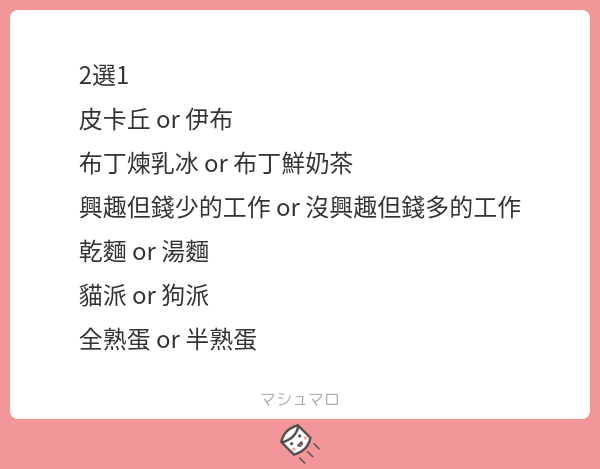 2選1
皮卡丘 or 伊布
布丁煉乳冰 or 布丁鮮奶茶
興趣但錢少的工作 or 沒興趣但錢多的工作
乾麵 or 湯麵
貓派 or 狗派
全熟蛋 or 半熟蛋
マシュマロ